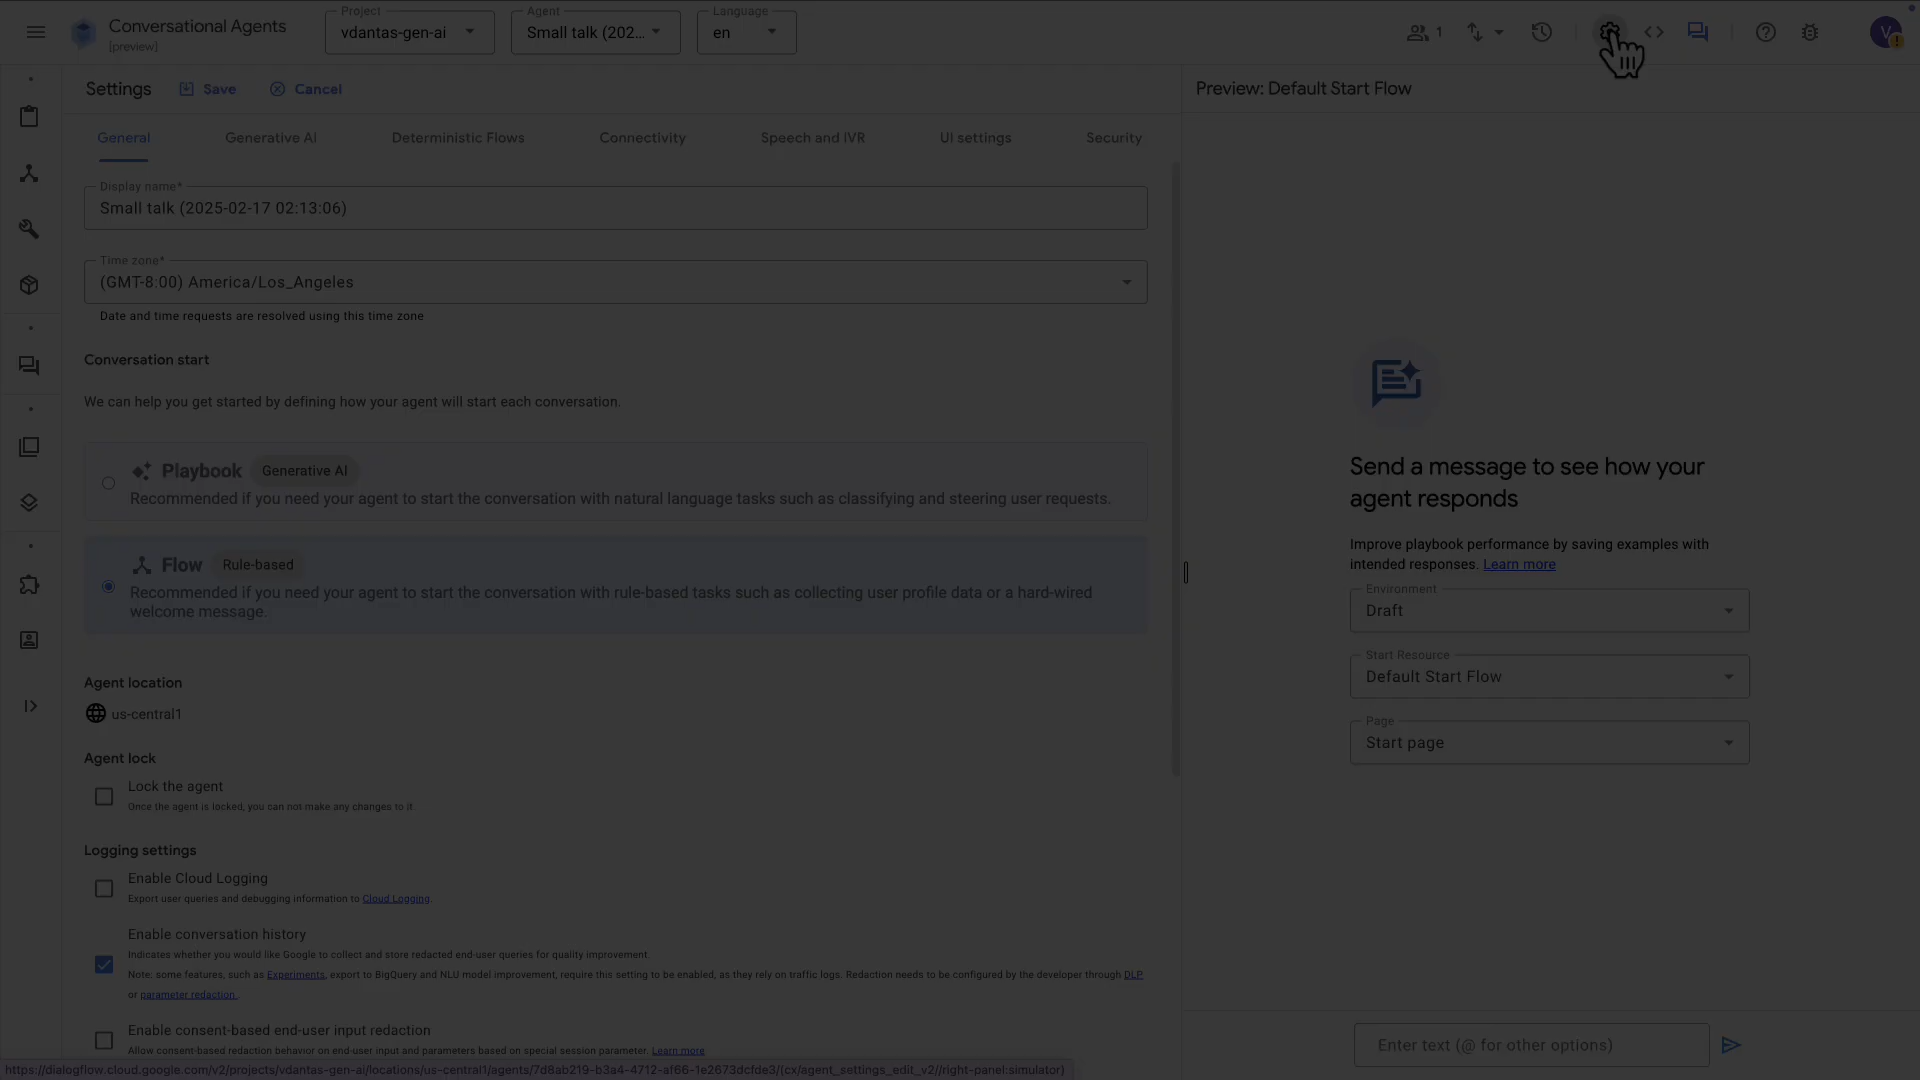 Conversational Agents
[preview]
Project
vdantas-gen-ai
Agent
Small talk (202...
Language
en
1
V
Settings
Save
Cancel
General
Generative AI
Deterministic Flows
Connectivity
Speech and IVR
UI settings
Security
Display name*
Small talk (2025-02-17 02:13:06)
Time zone*
(GMT-8:00) America/Los_Angeles
Date and time requests are resolved using this time zone
Conversation start
We can help you get started by defining how your agent will start each conversation.
Playbook
Generative AI
Recommended if you need your agent to start the conversation with natural language tasks such as classifying and steering user requests.
Flow
Rule-based
Recommended if you need your agent to start the conversation with rule-based tasks such as collecting user profile data or a hard-wired
welcome message.
Agent location
us-central1
Agent lock
Lock the agent
Once the agent is locked, you can not make any changes to it.
Logging settings
Enable Cloud Logging
Export user queries and debugging information to Cloud Logging.
Enable conversation history
Indicates whether you would like Google to collect and store redacted end-user queries for quality improvement.
Note: some features, such as Experiments, export to BigQuery and NLU model improvement, require this setting to be enabled, as they rely on traffic logs. Redaction needs to be configured by the developer through DLP
or parameter redaction.
Enable consent-based end-user input redaction
Allow consent-based redaction behavior on end-user input and parameters based on special session parameter. Learn more
https://dialogflow.cloud.google.com/v2/projects/vdantas-gen-ai/locations/us-central1/agents/7d8ab219-b3a4-4712-af66-1e2673dcfde3/(cx/agent_settings_edit_v2//right-panel:simulator)
Preview: Default Start Flow
Send a message to see how your
agent responds
Improve playbook performance by saving examples with
intended responses. Learn more
Environment
Draft
Start Resource
Default Start Flow
Page
Start page
Enter text (@ for other options)